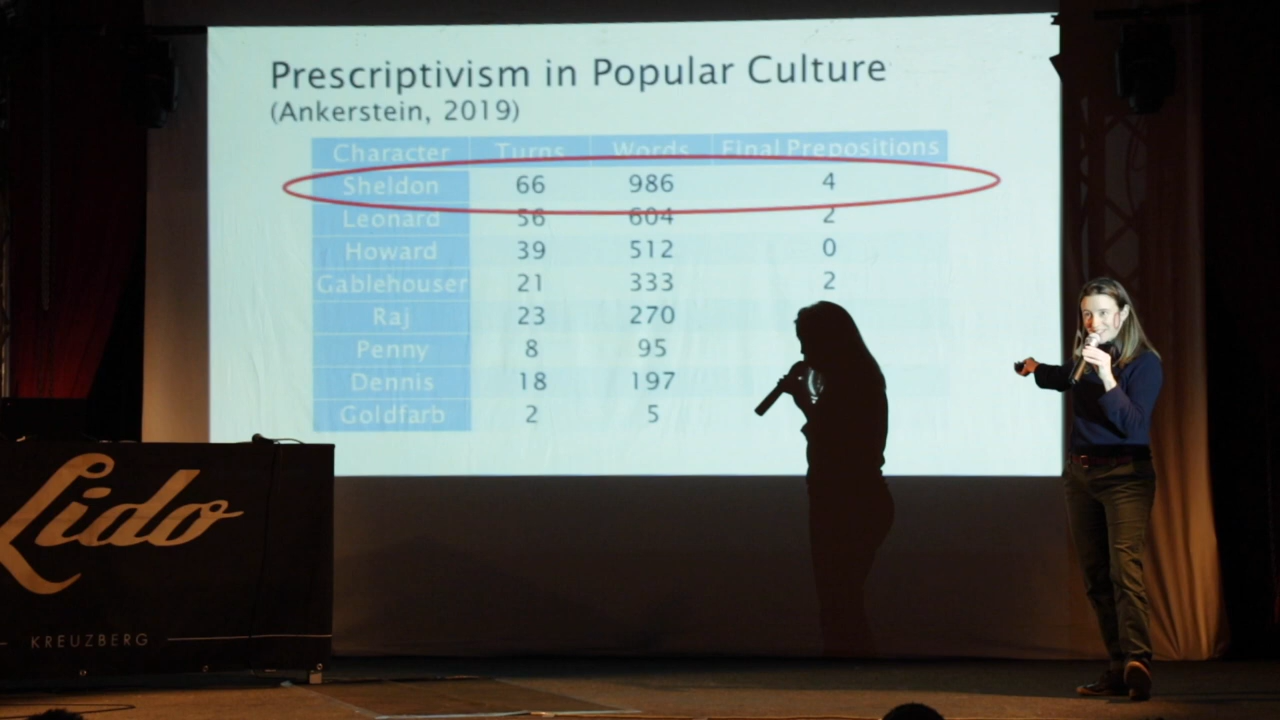 Prescriptivism in Popular Culture
(Ankerstein, 2019)
Character Turns Words Final Prepositions
Sheldon 66 986 4
Leonard 56 604 2
Howard 39 512 0
Gablehouser 21 333 2
Raj 23 270
Penny 8 95
Dennis 18 197
Goldfarb 2 5
Lido
KREUZBERG